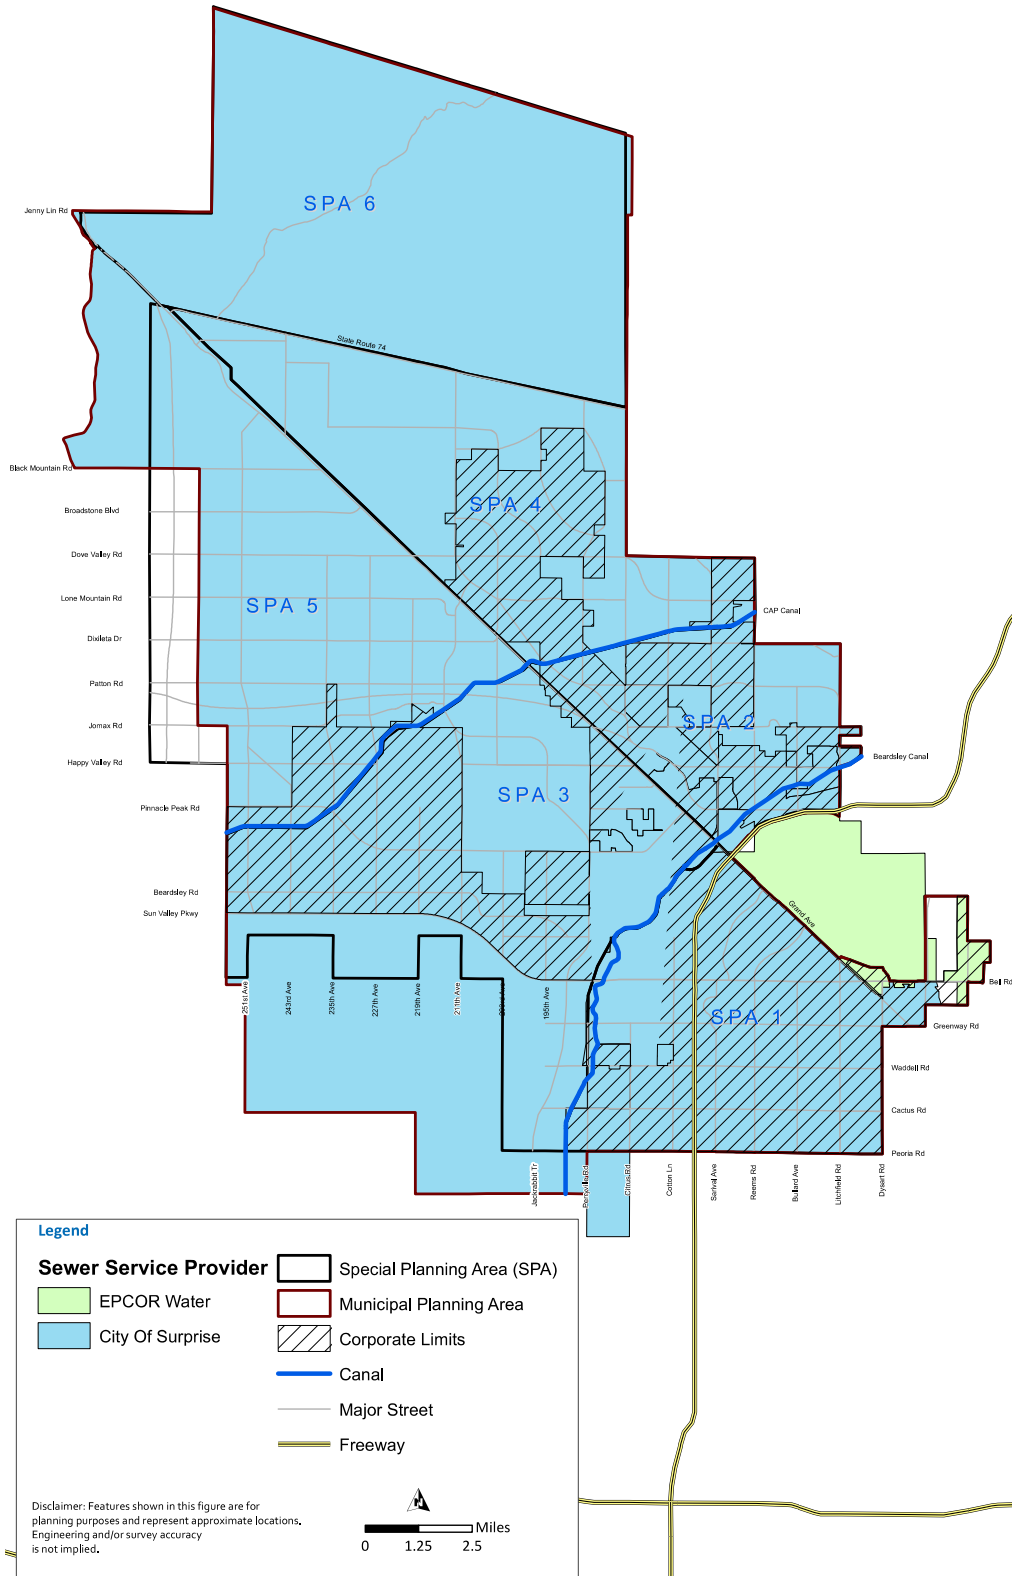 SPA 6
Jenny Lin Rd
State Route 74
Black Mountain Rd
SPA 4
Broadstone Blvd
Dove Valley Rd
Lone Mountain Rd
SPA 5
CAP Canal
Dixileta Dr
Patton Rd
Jomax Rd
SPA 2
Happy Valley Rd
Beardsley Canal
SPA 3
Pinnacle Peak Rd
Beardsley Rd
Sun Valley Pkwy
Grand Ave
Bell Rd
251st Ave
243rd Ave
235th Ave
227th Ave
219th Ave
211th Ave
203rd Ave
195th Ave
SPA 1
Greenway Rd
Waddell Rd
Cactus Rd
Peoria Rd
Jackrabbit Tr
Perryville Rd
Citrus Rd
Cotton Ln
Sarival Ave
Reems Rd
Bullard Ave
Litchfield Rd
Dysart Rd
Legend
Sewer Service Provider
EPCOR Water
City Of Surprise
Special Planning Area (SPA)
Municipal Planning Area
Corporate Limits
Canal
Major Street
Freeway
Disclaimer: Features shown in this figure are for
planning purposes and represent approximate locations.
Engineering and/or survey accuracy
is not implied.
N
Miles
0 1.25 2.5